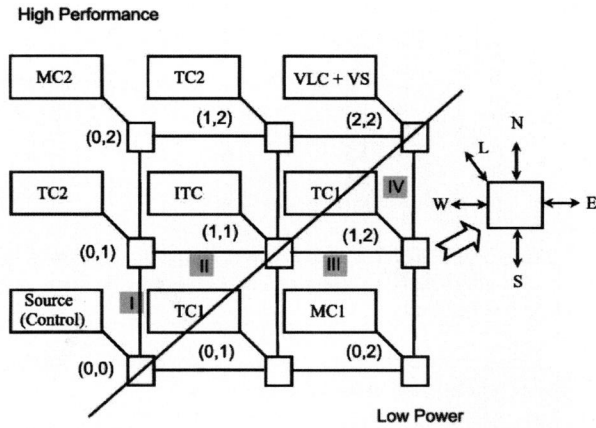 High Performance
MC2
TC2
VLC + VS
(0,2)
(1,2)
(2,2)
TC2
ITC
TC1
IV
(0,1)
(1,1)
(1,2)
II
III
Source
(Control)
I
TC1
MC1
(0,0)
(0,1)
(0,2)
Low Power
N
L
W
E
S